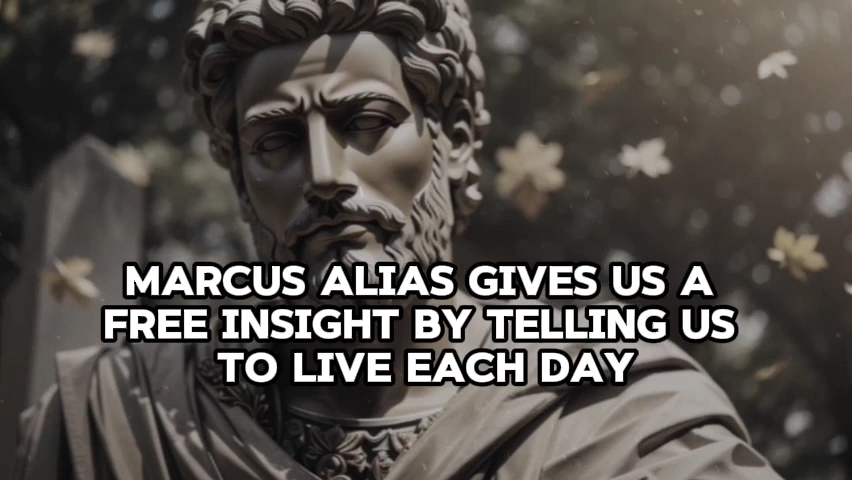 MARCUS ALIAS GIVES US A
FREE INSIGHT BY TELLING US
TO LIVE EACH DAY